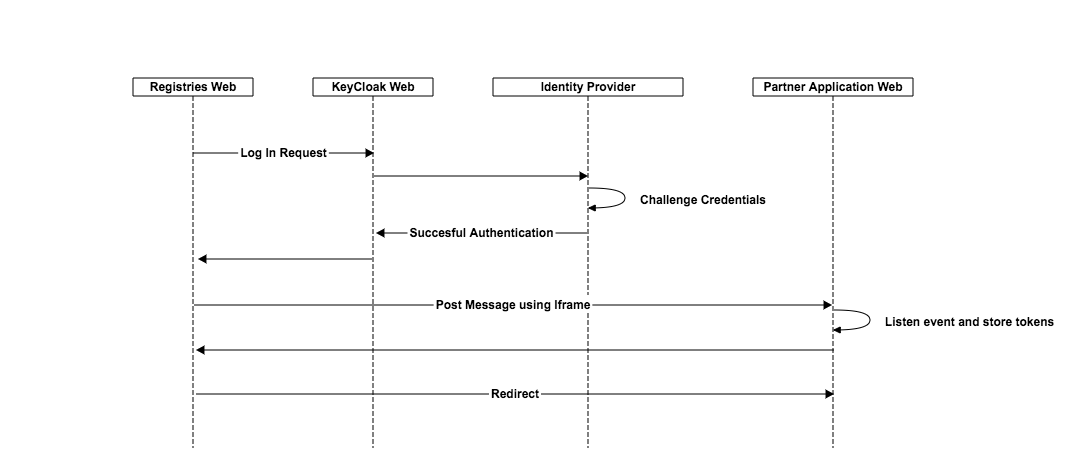 Registries Web
KeyCloak Web
Identity Provider
Partner Application Web
Log In Request
Challenge Credentials
Succesful Authentication
Post Message using Iframe
Listen event and store tokens
Redirect